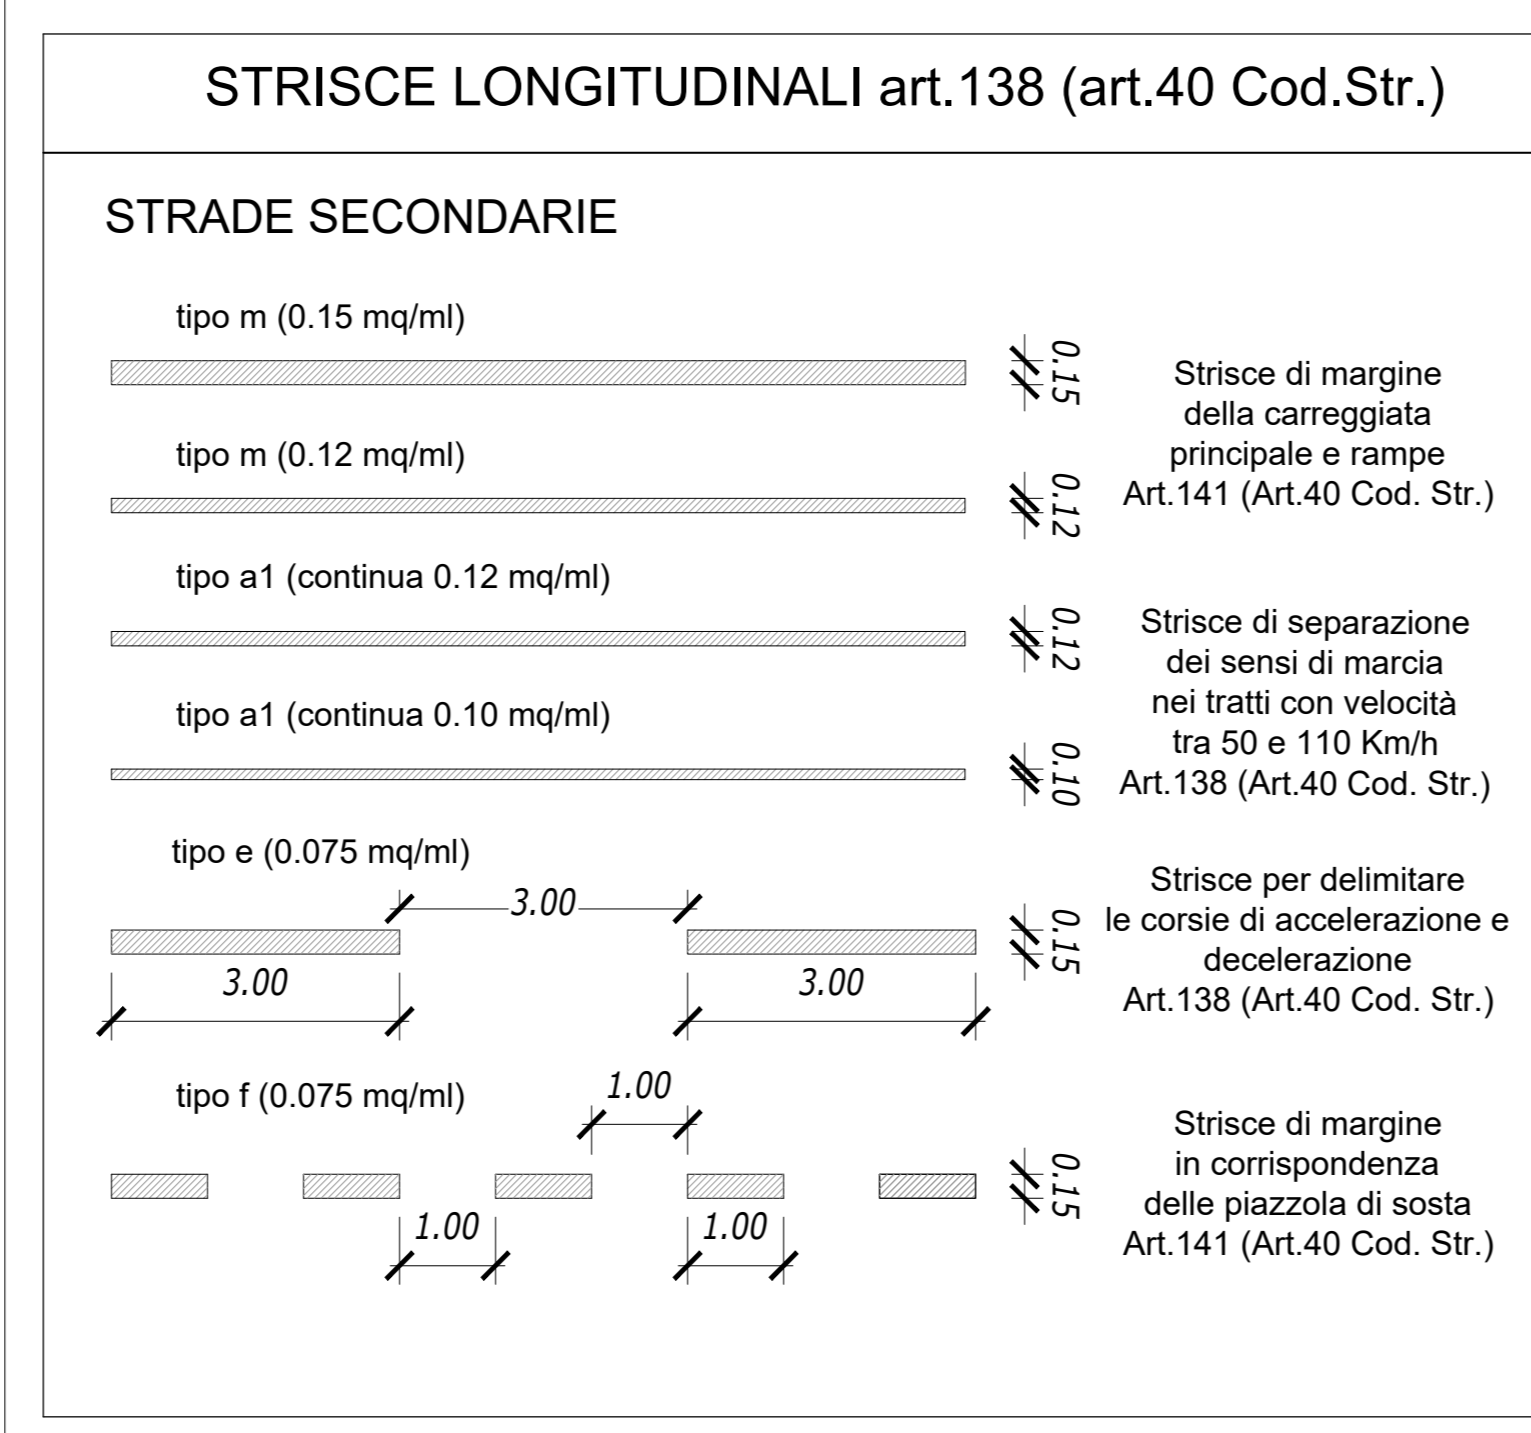 STRISCE LONGITUDINALI art.138 (art.40 Cod.Str.)
STRADE SECONDARIE
tipo m (0.15 mq/ml)
0.15
tipo m (0.12 mq/ml)
0.12
Strisce di margine
della carreggiata
principale e rampe
Art.141 (Art.40 Cod. Str.)
tipo a1 (continua 0.12 mq/ml)
0.12
tipo a1 (continua 0.10 mq/ml)
0.10
Strisce di separazione
dei sensi di marcia
nei tratti con velocità
tra 50 e 110 Km/h
Art.138 (Art.40 Cod. Str.)
tipo e (0.075 mq/ml)
3.00
3.00
3.00
0.15
Strisce per delimitare
le corsie di accelerazione e
decelerazione
Art.138 (Art.40 Cod. Str.)
tipo f (0.075 mq/ml)
1.00
1.00
1.00
0.15
Strisce di margine
in corrispondenza
delle piazzola di sosta
Art.141 (Art.40 Cod. Str.)